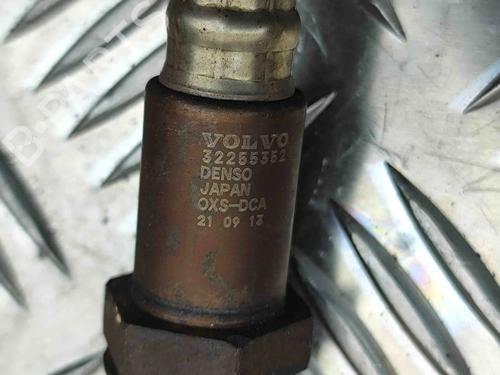 VOLVO
32255352
DENSO
JAPAN
OXS-DCA
21 09 13